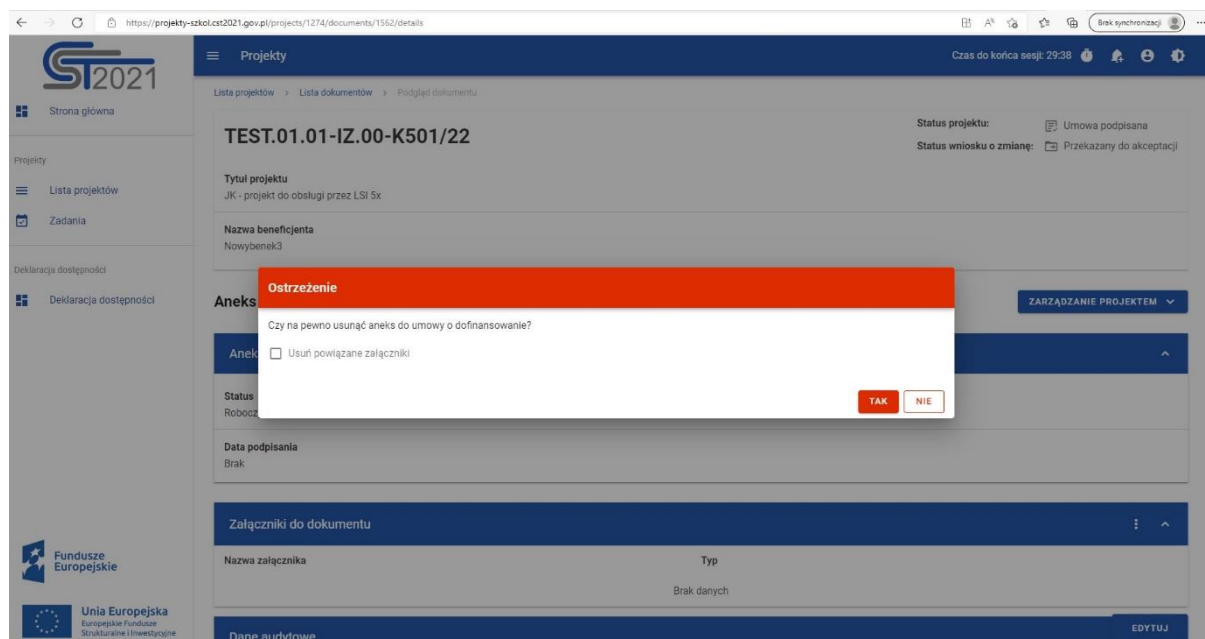 https://projekty-szkol.cst2021.gov.pl/projects/1274/documents/1562/details
Brak synchronizacji
ST2021
Projekty
Czas do końca sesji: 29:38
Strona główna
Projekty
Lista projektów
Zadania
Deklaracja dostępności
Deklaracja dostępności
Lista projektów > Lista dokumentów > Podgląd dokumentu
TEST.01.01-IZ.00-K501/22
Status projektu: Umowa podpisana
Status wniosku o zmianę: Przekazany do akceptacji
Tytuł projektu
JK - projekt do obsługi przez LSI 5x
Nazwa beneficjenta
Nowybenek3
Aneks
ZARZĄDZANIE PROJEKTEM
Ostrzeżenie
Czy na pewno usunąć aneks do umowy o dofinansowanie?
Usuń powiązane załączniki
TAK NIE
Anek
Status
Robocz
Data podpisania
Brak
Załączniki do dokumentu
Nazwa załącznika Typ
Brak danych
Dane audytowe
EDYTUJ
Fundusze
Europejskie
Unia Europejska
Europejskie Fundusze
Strukturalne i Inwestycyjne